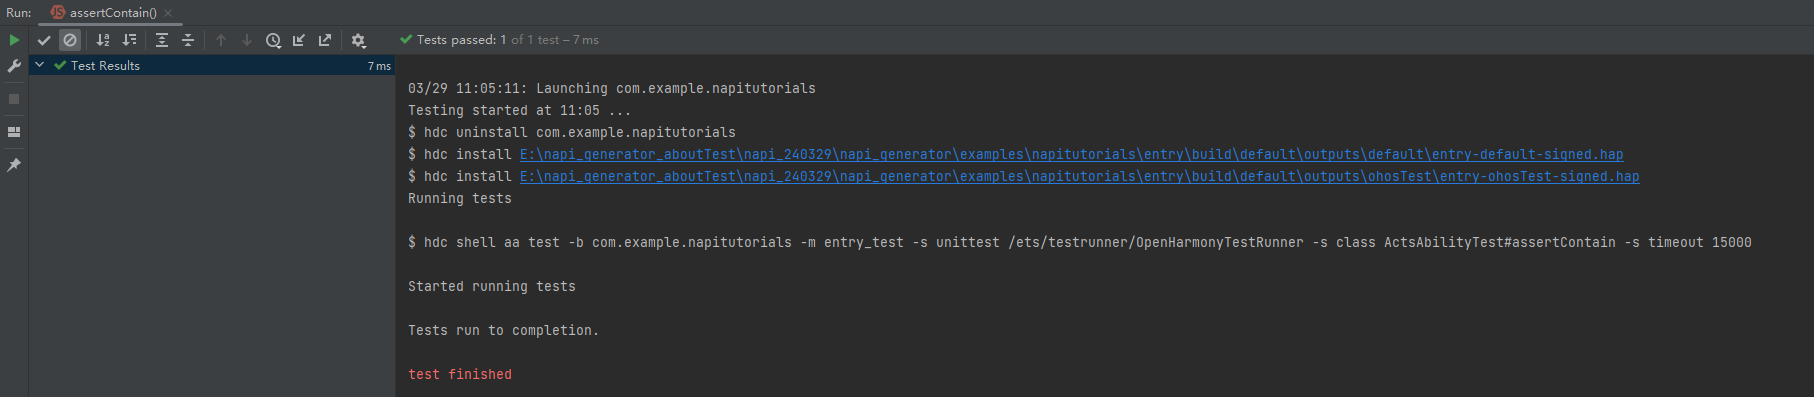 Run: JS assertContain() ×
Tests passed: 1 of 1 test – 7 ms
Test Results 7 ms
03/29 11:05:11: Launching com.example.napitutorials
Testing started at 11:05 ...
$ hdc uninstall com.example.napitutorials
$ hdc install E:\napi_generator_aboutTest\napi_240329\napi_generator\examples\napitutorials\entry\build\default\outputs\default\entry-default-signed.hap
$ hdc install E:\napi_generator_aboutTest\napi_240329\napi_generator\examples\napitutorials\entry\build\default\outputs\ohosTest\entry-ohosTest-signed.hap
Running tests
$ hdc shell aa test -b com.example.napitutorials -m entry_test -s unittest /ets/testrunner/OpenHarmonyTestRunner -s class ActsAbilityTest#assertContain -s timeout 15000
Started running tests
Tests run to completion.
test finished